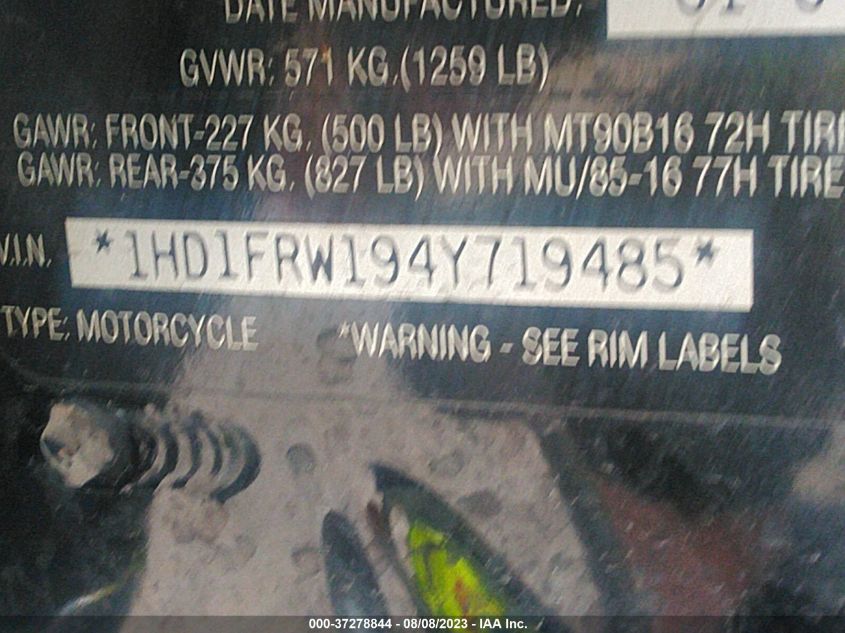 DATE MANUFACTURED:
GVWR: 571 KG.(1259 LB)
GAWR: FRONT-227 KG. (500 LB) WITH MT90B16 72H TIRE
GAWR: REAR-375 KG. (827 LB) WITH MU/85-16 77H TIRE
V.I.N. *1HD1FRW194Y719485*
TYPE: MOTORCYCLE *WARNING - SEE RIM LABELS
000-37278844 - 08/08/2023 - IAA Inc.